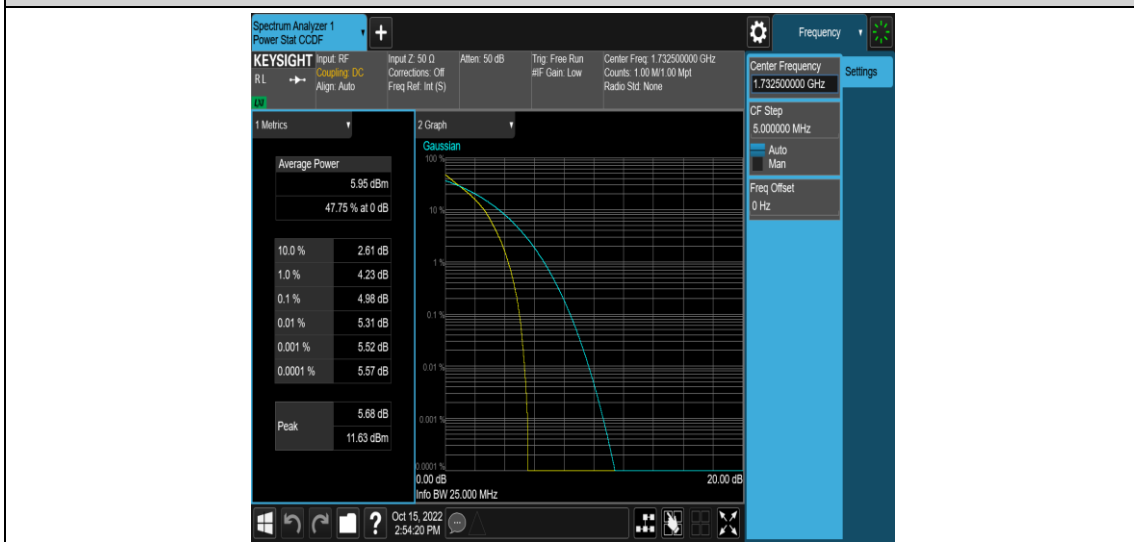 Spectrum Analyzer 1
Power Stat CCDF
+
Frequency
KEYSIGHT
RL
LXI
Input: RF
Coupling: DC
Align: Auto
Input Z: 50 Ω
Corrections: Off
Freq Ref: Int (S)
Atten: 50 dB
Trig: Free Run
#IF Gain: Low
Center Freq: 1.732500000 GHz
Counts: 1.00 M/1.00 Mpt
Radio Std: None
Center Frequency
1.732500000 GHz
Settings
CF Step
5.000000 MHz
Auto
Man
Freq Offset
0 Hz
1 Metrics
Average Power
5.95 dBm
47.75 % at 0 dB
10.0 % 2.61 dB
1.0 % 4.23 dB
0.1 % 4.98 dB
0.01 % 5.31 dB
0.001 % 5.52 dB
0.0001 % 5.57 dB
Peak
5.68 dB
11.63 dBm
2 Graph
Gaussian
100 %
10 %
1 %
0.1 %
0.01 %
0.001 %
0.0001 %
0.00 dB 20.00 dB
Info BW 25.000 MHz
?
Oct 15, 2022
2:54:20 PM